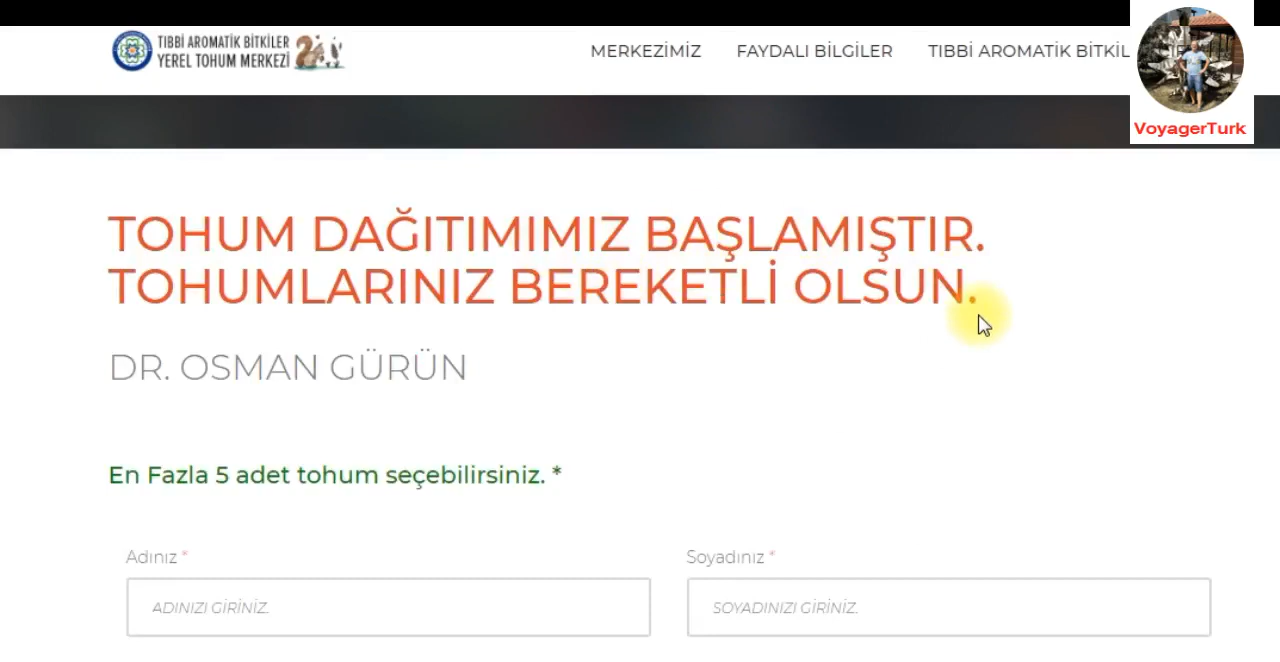 TIBBİ AROMATİK BİTKİLER
YEREL TOHUM MERKEZİ
MERKEZİMİZ
FAYDALI BİLGİLER
TIBBİ AROMATİK BİTKİL
VoyagerTurk
TOHUM DAĞITIMIMIZ BAŞLAMIŞTIR.
TOHUMLARINIZ BEREKETLİ OLSUN.
DR. OSMAN GÜRÜN
En Fazla 5 adet tohum seçebilirsiniz. *
Adınız *
Soyadınız *
ADINIZI GİRİNİZ.
SOYADINIZI GİRİNİZ.